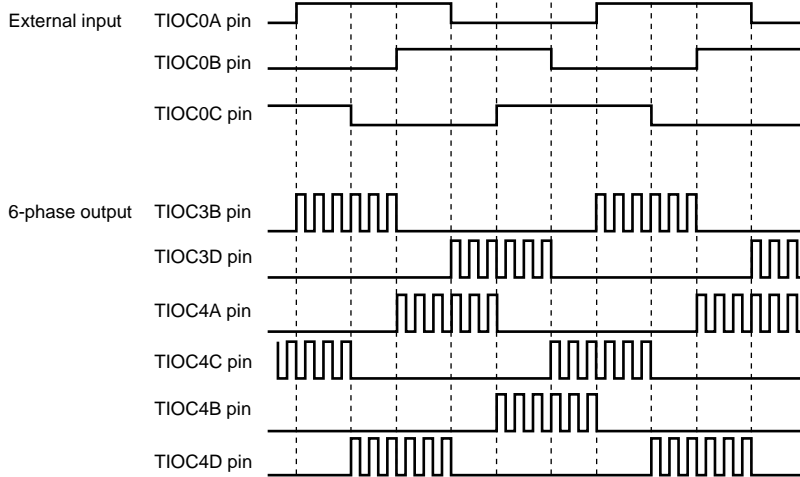 External input TIOC0A pin
TIOC0B pin
TIOC0C pin
6-phase output TIOC3B pin
TIOC3D pin
TIOC4A pin
TIOC4C pin
TIOC4B pin
TIOC4D pin